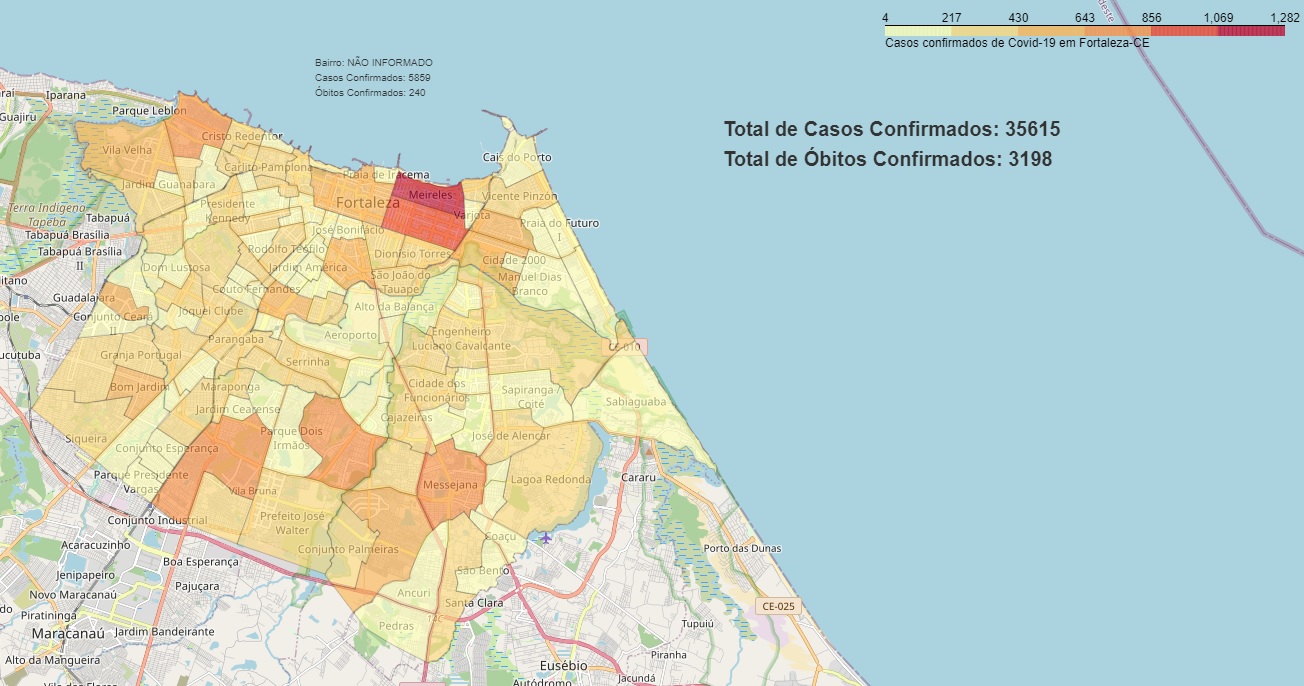 4 217 430 643 856 1,069 1,282
Casos confirmados de Covid-19 em Fortaleza-CE
Bairro: NÃO INFORMADO
Casos Confirmados: 5859
Óbitos Confirmados: 240
Total de Casos Confirmados: 35615
Total de Óbitos Confirmados: 3198
Iparana
Parque Leblon
Guajiru
Cristo Redentor
Vila Velha
Cais do Porto
Carlito Pamplona
Praia de Iracema
Jardim Guanabara
Meireles
Vicente Pinzón
Terra Indígena
Tapeba
Presidente
Kennedy
Fortaleza
Varjota
Tabapuá
Praia do Futuro
I
José Bonifácio
Tabapuá Brasília
Tabapuá Brasília
II
Rodolfo Teófilo
Dionísio Torres
Cidade 2000
Dom Lustosa
Jardim América
São João do
Tauape
Manuel Dias
Branco
Couto Fernandes
Guadalajara
Alto da Balança
Joquei Clube
Conjunto Ceará
II
Aeroporto
Engenheiro
Luciano Cavalcante
Parangaba
CE-010
Granja Portugal
Serrinha
Bom Jardim
Maraponga
Cidade dos
Funcionários
Sapiranga /
Coité
Sabiaguaba
Jardim Cearense
Cajazeiras
Parque Dois
Irmãos
José de Alencar
Siqueira
Conjunto Esperança
Parque Presidente
Vargas
Messejana
Lagoa Redonda
Cararu
Vila Bruna
Prefeito José
Walter
Conjunto Industrial
Coaçu
Acaracuzinho
Conjunto Palmeiras
Porto das Dunas
Boa Esperança
São Bento
Jenipapeiro
Pajuçara
Novo Maracanaú
Ancuri
Santa Clara
CE-025
Piratininga
Pedras
Tupuiú
Maracanaú
Jardim Bandeirante
Piranha
Alto da Mangueira
Eusébio
Jacundá
Autódromo